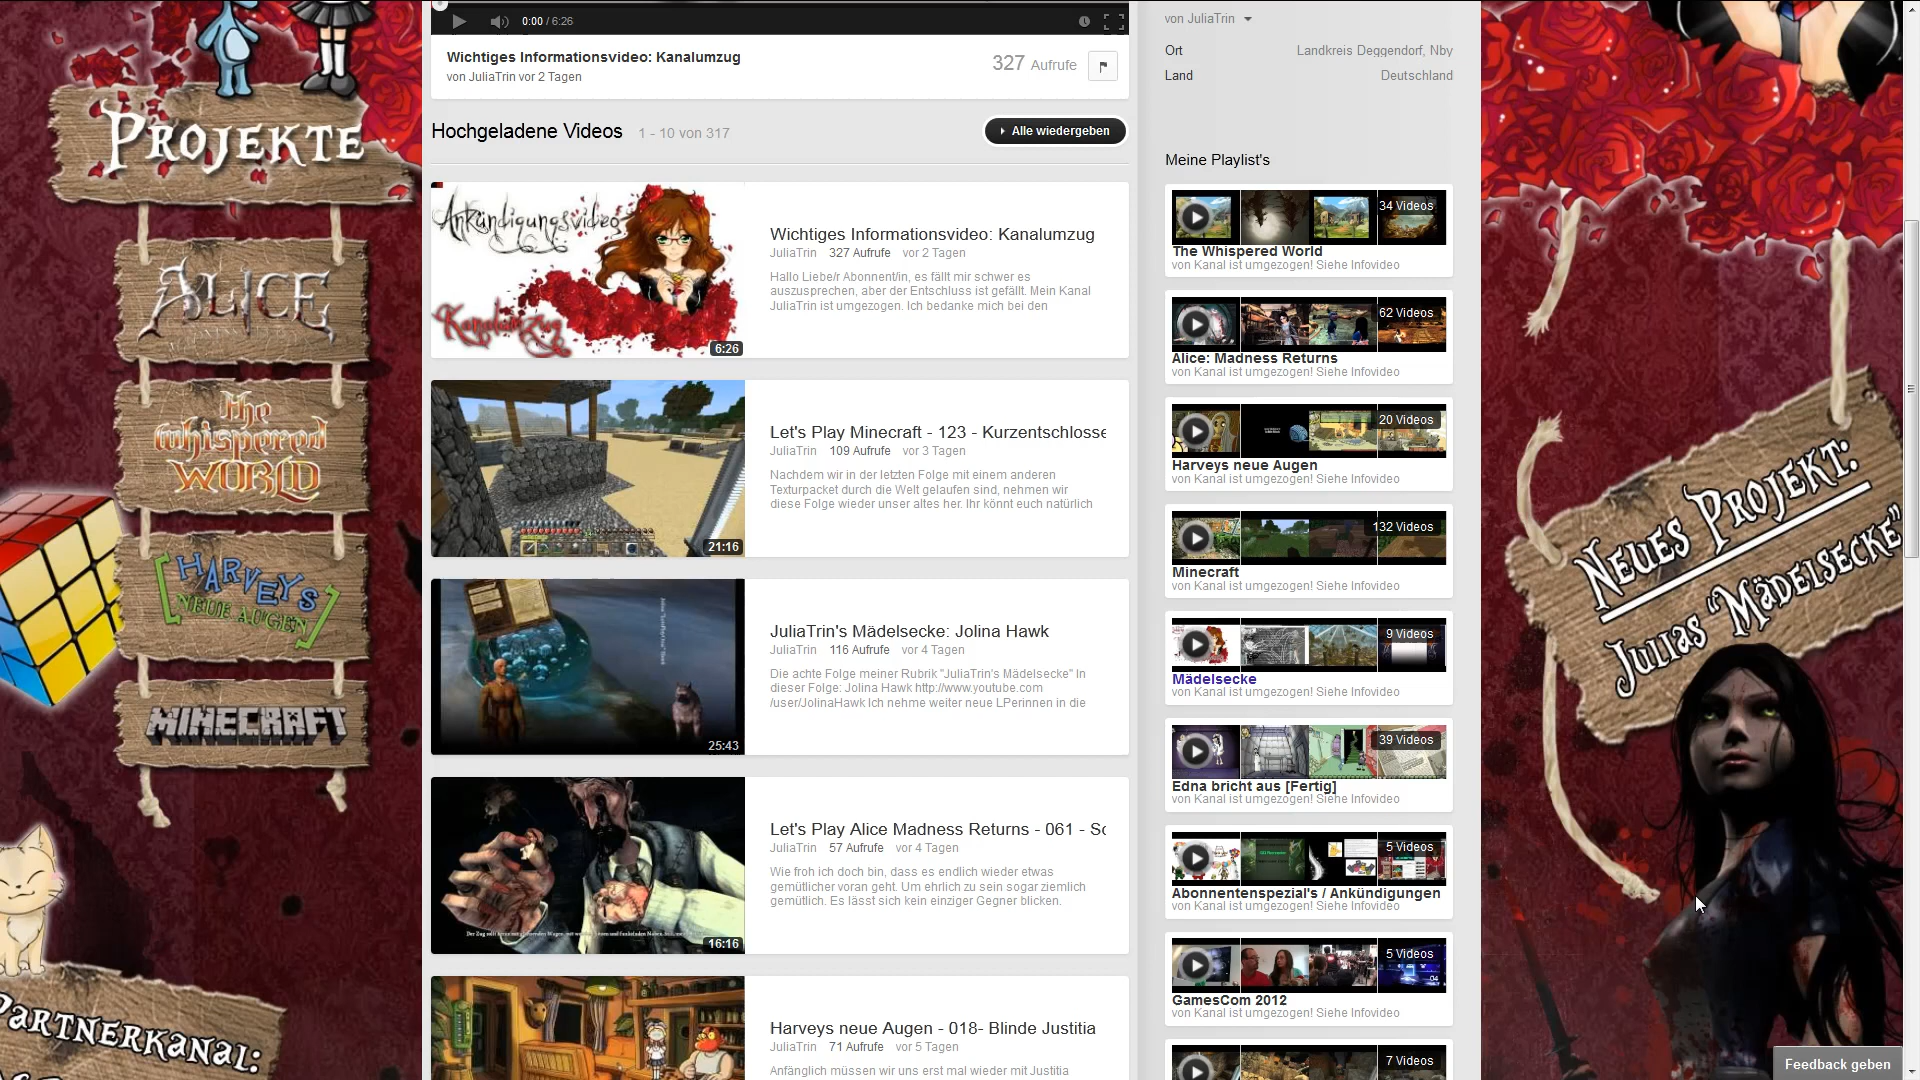 PROJEKTE
ALICE
the whispered WORLD
HARVEYS
NEUE AUGEN
MINECRAFT
PARTNERKANAL:
0:00 / 6:26
Wichtiges Informationsvideo: Kanalumzug
von JuliaTrin vor 2 Tagen
327 Aufrufe
Hochgeladene Videos 1 - 10 von 317
Alle wiedergeben
Ankündigungsvideo
Kanalumzug
6:26
Wichtiges Informationsvideo: Kanalumzug
JuliaTrin 327 Aufrufe vor 2 Tagen
Hallo Liebe/r Abonnent/in, es fällt mir schwer es
auszusprechen, aber der Entschluss ist gefällt. Mein Kanal
JuliaTrin ist umgezogen. Ich bedanke mich bei den
21:16
Let's Play Minecraft - 123 - Kurzentschlosse
JuliaTrin 109 Aufrufe vor 3 Tagen
Nachdem wir in der letzten Folge mit einem anderen
Texturpacket durch die Welt gelaufen sind, nehmen wir
diese Folge wieder unser altes her. Ihr könnt euch natürlich
25:43
JuliaTrin's Mädelsecke: Jolina Hawk
JuliaTrin 116 Aufrufe vor 4 Tagen
Die achte Folge meiner Rubrik "JuliaTrin's Mädelsecke" In
dieser Folge: Jolina Hawk http://www.youtube.com
/user/JolinaHawk Ich nehme weiter neue LPerinnen in die
16:16
Let's Play Alice Madness Returns - 061 - Sc
JuliaTrin 57 Aufrufe vor 4 Tagen
Wie froh ich doch bin, dass es endlich wieder etwas
gemütlicher voran geht. Um ehrlich zu sein sogar ziemlich
gemütlich. Es lässt sich kein einziger Gegner blicken.
Harveys neue Augen - 018- Blinde Justitia
JuliaTrin 71 Aufrufe vor 5 Tagen
Anfänglich müssen wir uns erst mal wieder mit Justitia
von JuliaTrin
Ort Landkreis Deggendorf, Nby
Land Deutschland
Meine Playlist's
34 Videos
The Whispered World
von Kanal ist umgezogen! Siehe Infovideo
62 Videos
Alice: Madness Returns
von Kanal ist umgezogen! Siehe Infovideo
20 Videos
Harveys neue Augen
von Kanal ist umgezogen! Siehe Infovideo
132 Videos
Minecraft
von Kanal ist umgezogen! Siehe Infovideo
9 Videos
Mädelsecke
von Kanal ist umgezogen! Siehe Infovideo
39 Videos
Edna bricht aus [Fertig]
von Kanal ist umgezogen! Siehe Infovideo
5 Videos
Abonnentenspezial's / Ankündigungen
von Kanal ist umgezogen! Siehe Infovideo
5 Videos
GamesCom 2012
von Kanal ist umgezogen! Siehe Infovideo
7 Videos
NEUES PROJEKT:
JULIAS "MÄDELSECKE"
Feedback geben